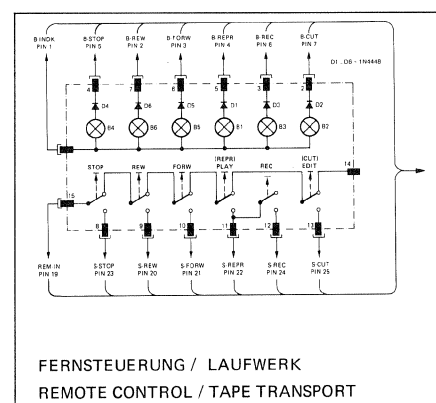 B-INDK B-STOP B-REW B-FORW B-REPR B-REC B-CUT
PIN 1 PIN 5 PIN 2 PIN 3 PIN 4 PIN 6 PIN 7
D1..D6 = 1N4448
4 7 6 5 3 2
D4 D6 D5 D1 D3 D2
B4 B6 B5 B1 B3 B2
STOP REW FORW (REPR) PLAY REC (CUT) EDIT 14
15
8 9 10 11 12 13
REM-IN S-STOP S-REW S-FORW S-REPR S-REC S-CUT
PIN 19 PIN 23 PIN 20 PIN 21 PIN 22 PIN 24 PIN 25
FERNSTEUERUNG / LAUFWERK
REMOTE CONTROL / TAPE TRANSPORT